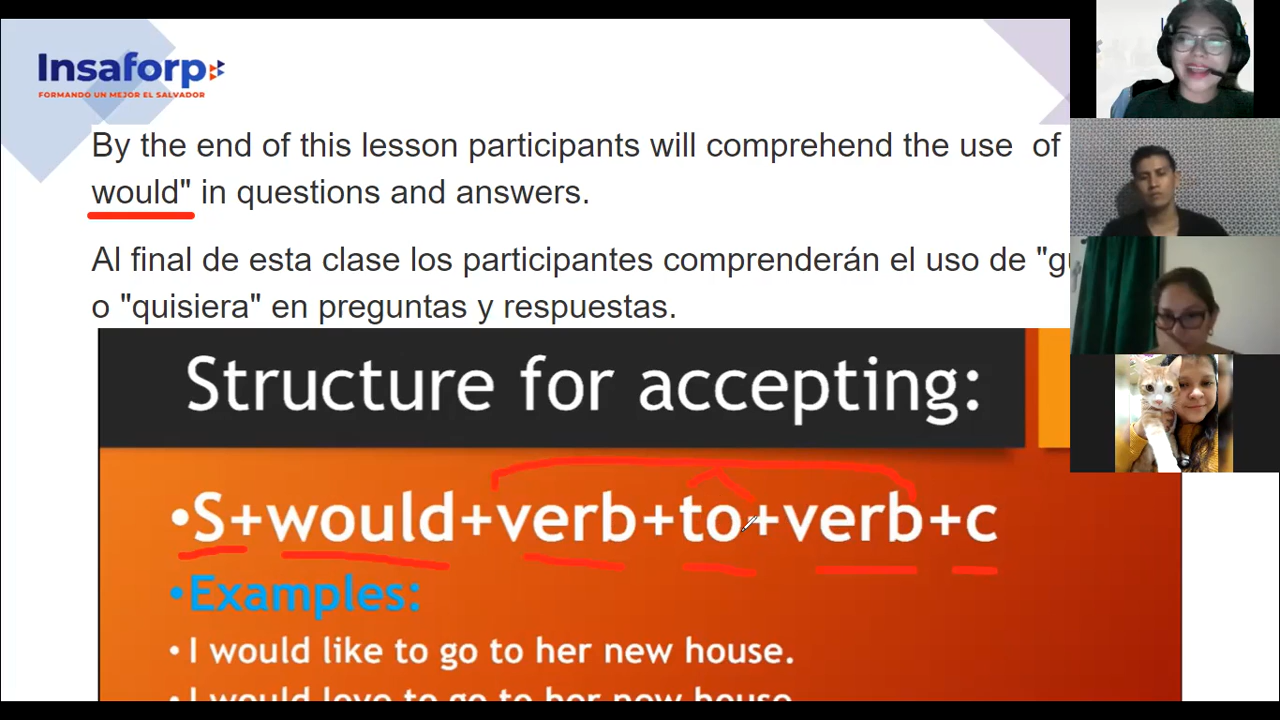 Insaforp
FORMANDO UN MEJOR EL SALVADOR
By the end of this lesson participants will comprehend the use of
would" in questions and answers.
Al final de esta clase los participantes comprenderán el uso de
o "quisiera" en preguntas y respuestas.
Structure for accepting:
•S+would+verb+to+verb+c
•Examples:
• I would like to go to her new house.
• I would love to go to her new house